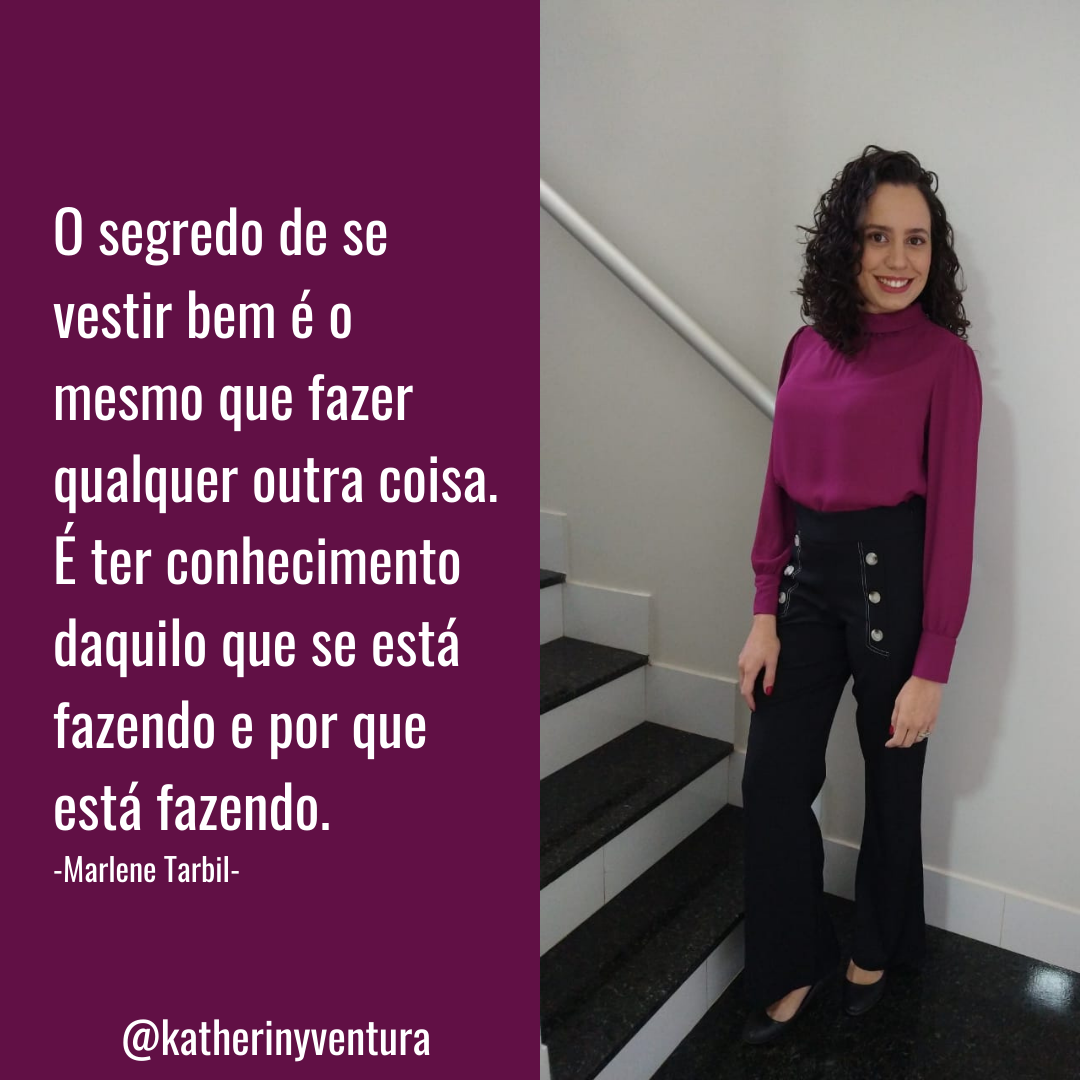 O segredo de se
vestir bem é o
mesmo que fazer
qualquer outra coisa.
É ter conhecimento
daquilo que se está
fazendo e por que
está fazendo.
-Marlene Tarbil-
@katherinyventura